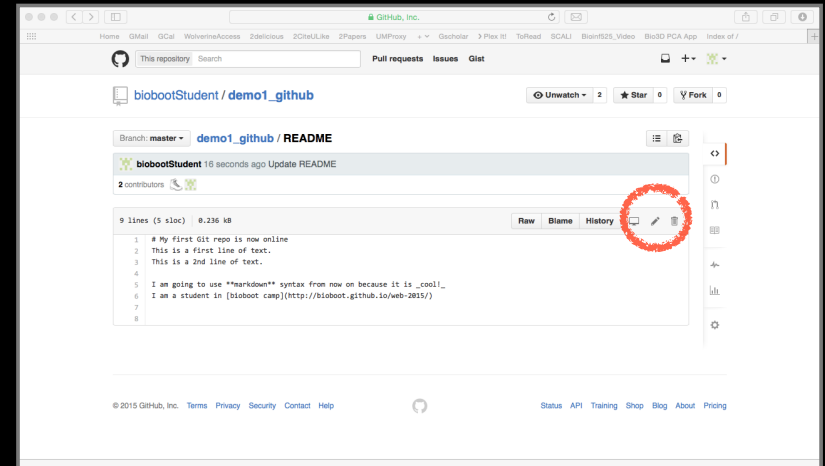 GitHub, Inc.
Home GMail GCal WolverineAccess 2delicious 2CiteULike 2Papers UMProxy + Gscholar > Plex It! ToRead SCALI Bioinf525_Video Bio3D PCA App Index of /
This repository Search Pull requests Issues Gist
biobootStudent / demo1_github Unwatch 2 Star 0 Fork 0
Branch: master demo1_github / README
biobootStudent 16 seconds ago Update README
2 contributors
9 lines (5 sloc) 0.236 kB Raw Blame History
1 # My first Git repo is now online
2 This is a first line of text.
3 This is a 2nd line of text.
4
5 I am going to use **markdown** syntax from now on because it is _cool!_
6 I am a student in [bioboot camp](http://bioboot.github.io/web-2015/)
7
8
© 2015 GitHub, Inc. Terms Privacy Security Contact Help Status API Training Shop Blog About Pricing